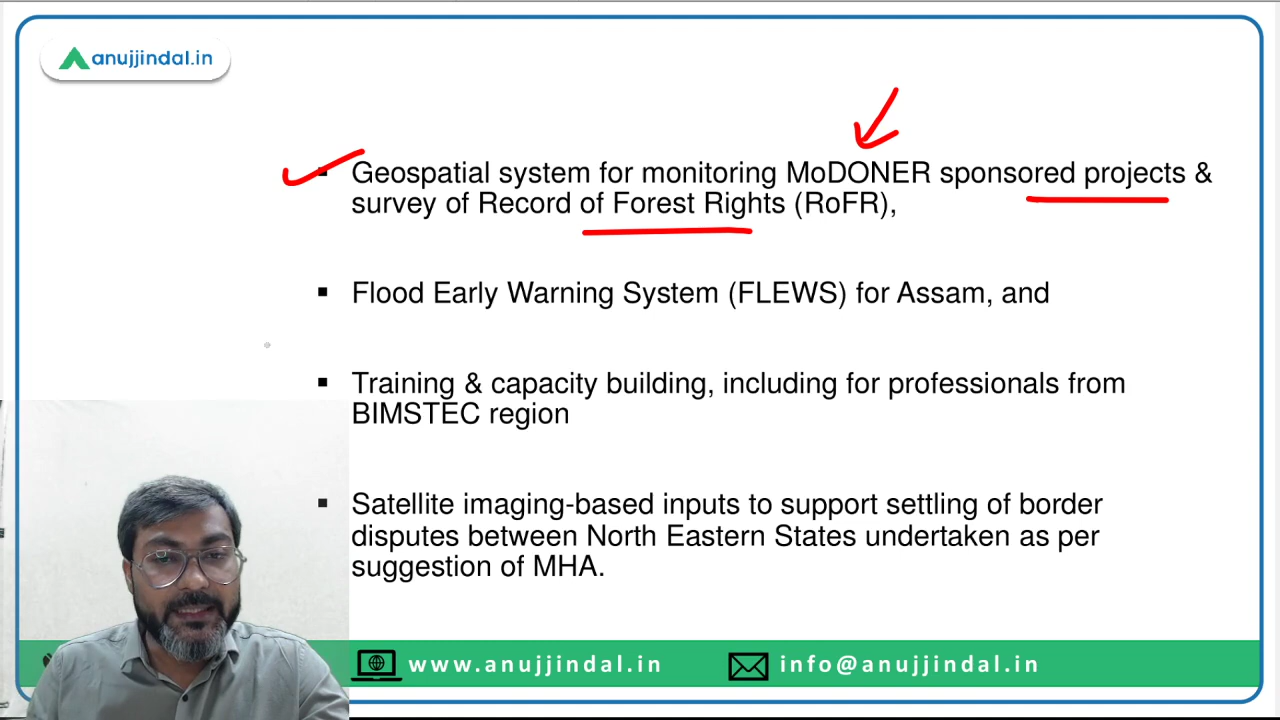 anujjindal.in
Geospatial system for monitoring MoDONER sponsored projects &
survey of Record of Forest Rights (RoFR),
Flood Early Warning System (FLEWS) for Assam, and
Training & capacity building, including for professionals from
BIMSTEC region
Satellite imaging-based inputs to support settling of border
disputes between North Eastern States undertaken as per
suggestion of MHA.
www.anujjindal.in
info@anujjindal.in